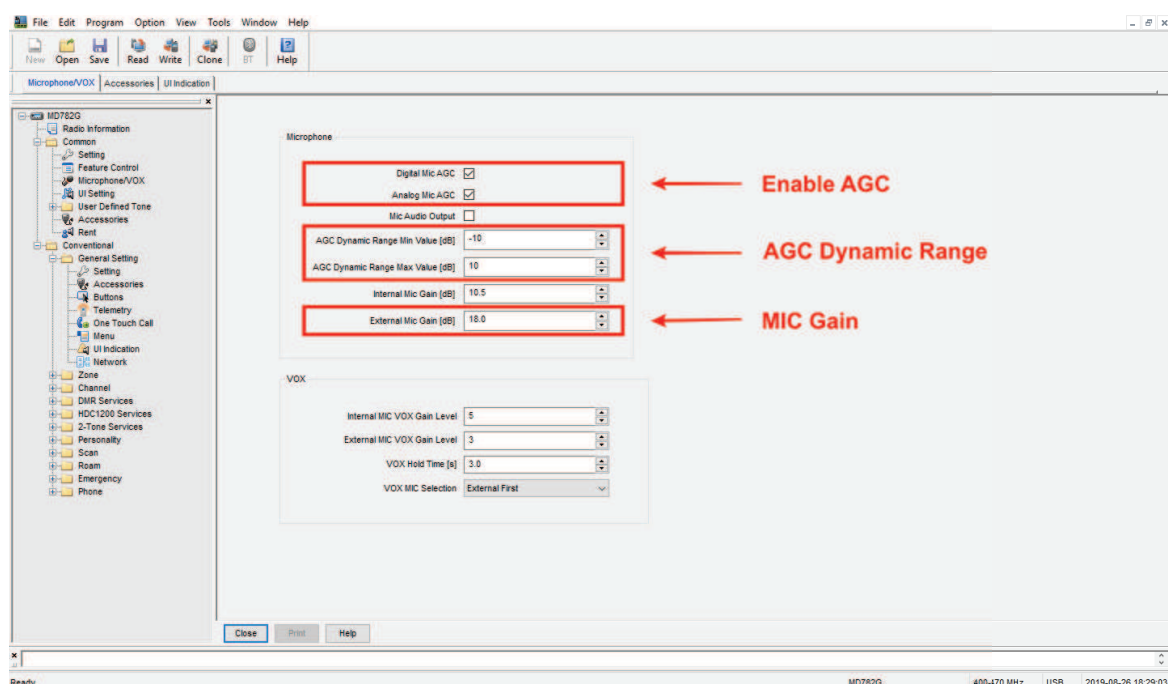 File Edit Program Option View Tools Window Help
New Open Save Read Write Clone BT Help
Microphone/VOX Accessories UI Indication
MD782G
Radio Information
Common
Setting
Feature Control
Microphone/VOX
UI Setting
User Defined Tone
Accessories
Rent
Conventional
General Setting
Setting
Accessories
Buttons
Telemetry
One Touch Call
Menu
UI Indication
Network
Zone
Channel
DMR Services
HDC1200 Services
2-Tone Services
Personality
Scan
Roam
Emergency
Phone
Microphone
Digital Mic AGC
Enable AGC
Analog Mic AGC
Mic Audio Output
AGC Dynamic Range Min Value [dB] -10
AGC Dynamic Range
AGC Dynamic Range Max Value [dB] 10
Internal Mic Gain [dB] 10.5
External Mic Gain [dB] 18.0
MIC Gain
VOX
Internal MIC VOX Gain Level 5
External MIC VOX Gain Level 3
VOX Hold Time [s] 3.0
VOX MIC Selection External First
Close Print Help
Ready MD782G 400-470 MHz USB 2019-08-26 18:29:03